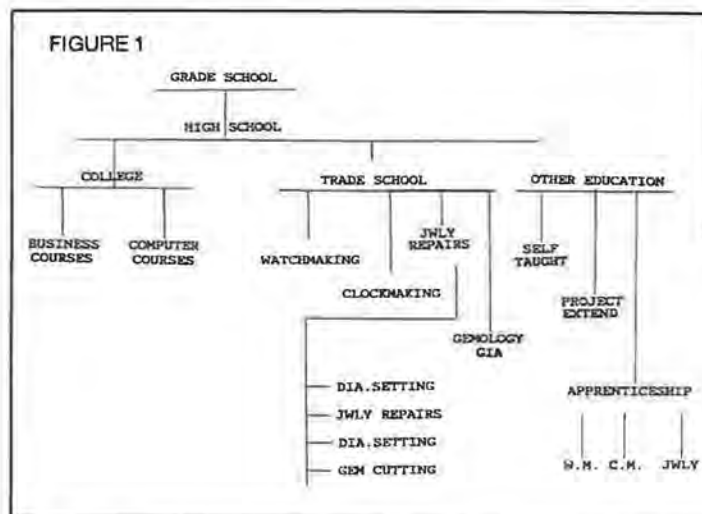 FIGURE 1
GRADE SCHOOL
HIGH SCHOOL
COLLEGE
TRADE SCHOOL
OTHER EDUCATION
BUSINESS
COURSES
COMPUTER
COURSES
WATCHMAKING
CLOCKMAKING
JWLY
REPAIRS
GEMOLOGY
GIA
SELF
TAUGHT
PROJECT
EXTEND
APPRENTICESHIP
DIA.SETTING
JWLY REPAIRS
DIA.SETTING
GEM CUTTING
W.M. C.M. JWLY